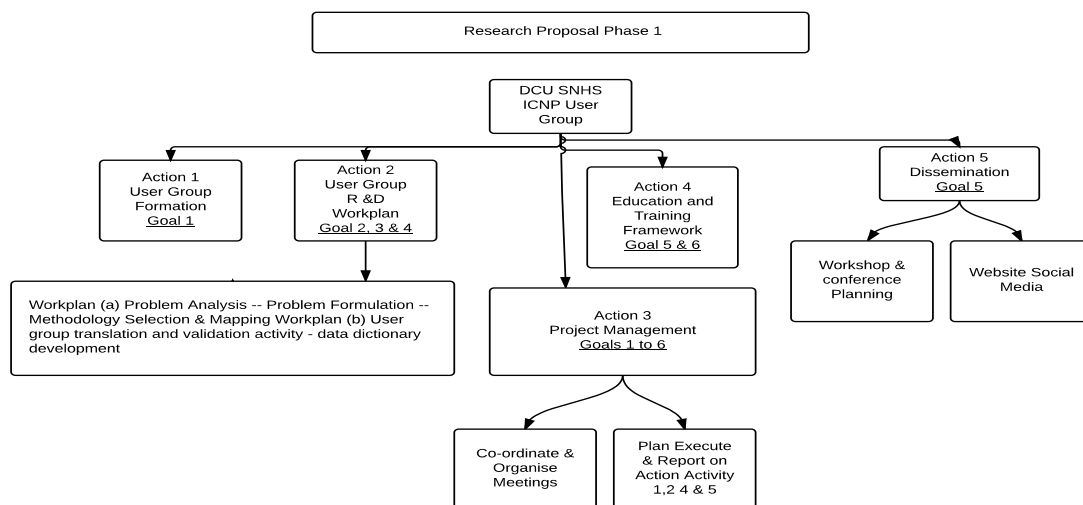 Research Proposal Phase 1
DCU SNHS
ICNP User
Group
Action 1
User Group
Formation
Goal 1
Action 2
User Group
R &D
Workplan
Goal 2, 3 & 4
Action 4
Education and
Training
Framework
Goal 5 & 6
Action 5
Dissemination
Goal 5
Workshop &
conference
Planning
Website Social
Media
Workplan (a) Problem Analysis -- Problem Formulation --
Methodology Selection & Mapping Workplan (b) User
group translation and validation activity - data dictionary
development
Action 3
Project Management
Goals 1 to 6
Co-ordinate &
Organise
Meetings
Plan Execute
& Report on
Action Activity
1,2 4 & 5